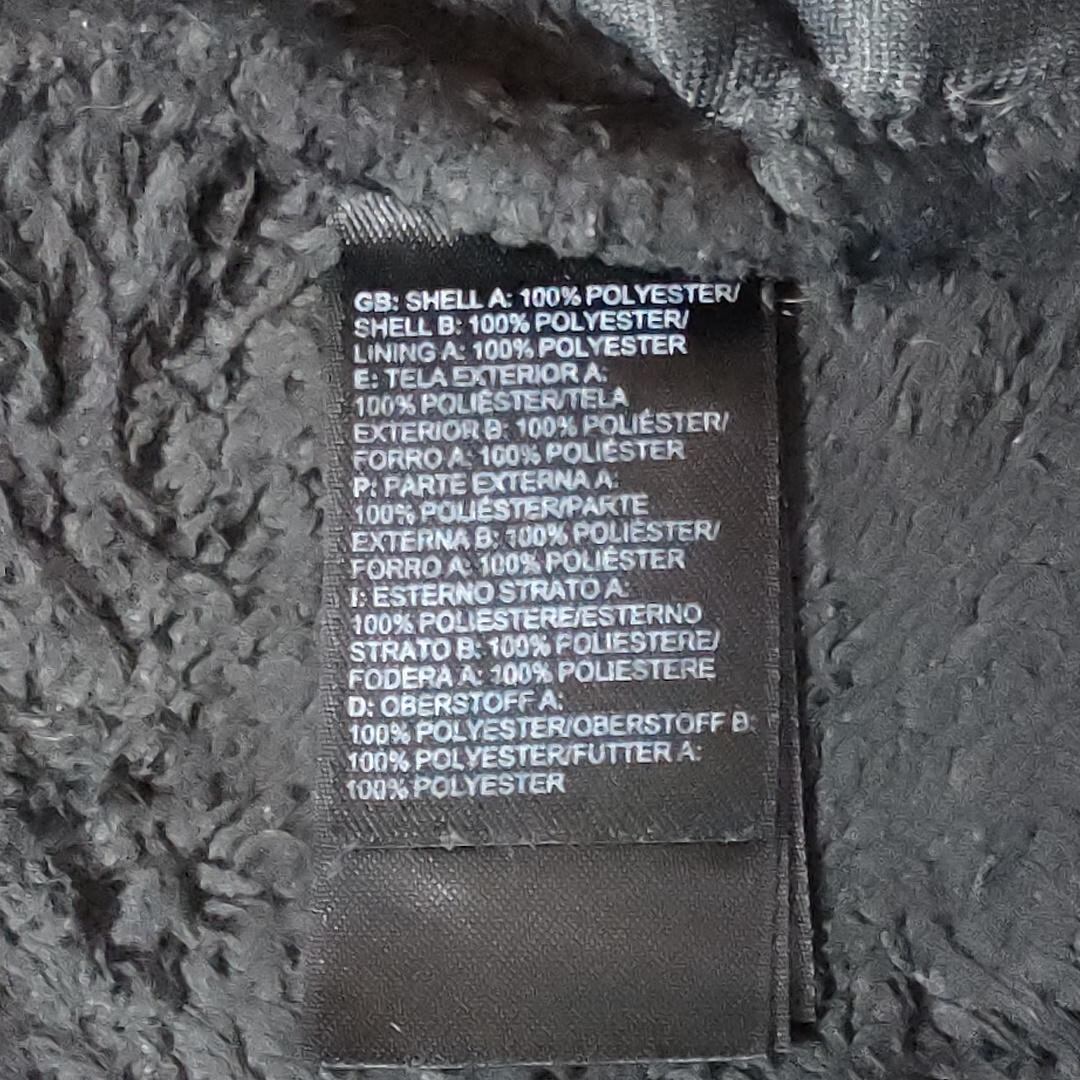 GB: SHELL A: 100% POLYESTER/
SHELL B: 100% POLYESTER/
LINING A: 100% POLYESTER
E: TELA EXTERIOR A:
100% POLIÉSTER/TELA
EXTERIOR B: 100% POLIÉSTER/
FORRO A: 100% POLIÉSTER
P: PARTE EXTERNA A:
100% POLIÉSTER/PARTE
EXTERNA B: 100% POLIÉSTER/
FORRO A: 100% POLIÉSTER
I: ESTERNO STRATO A:
100% POLIESTERE/ESTERNO
STRATO B: 100% POLIESTERE/
FODERA A: 100% POLIESTERE
D: OBERSTOFF A:
100% POLYESTER/OBERSTOFF B:
100% POLYESTER/FUTTER A:
100% POLYESTER